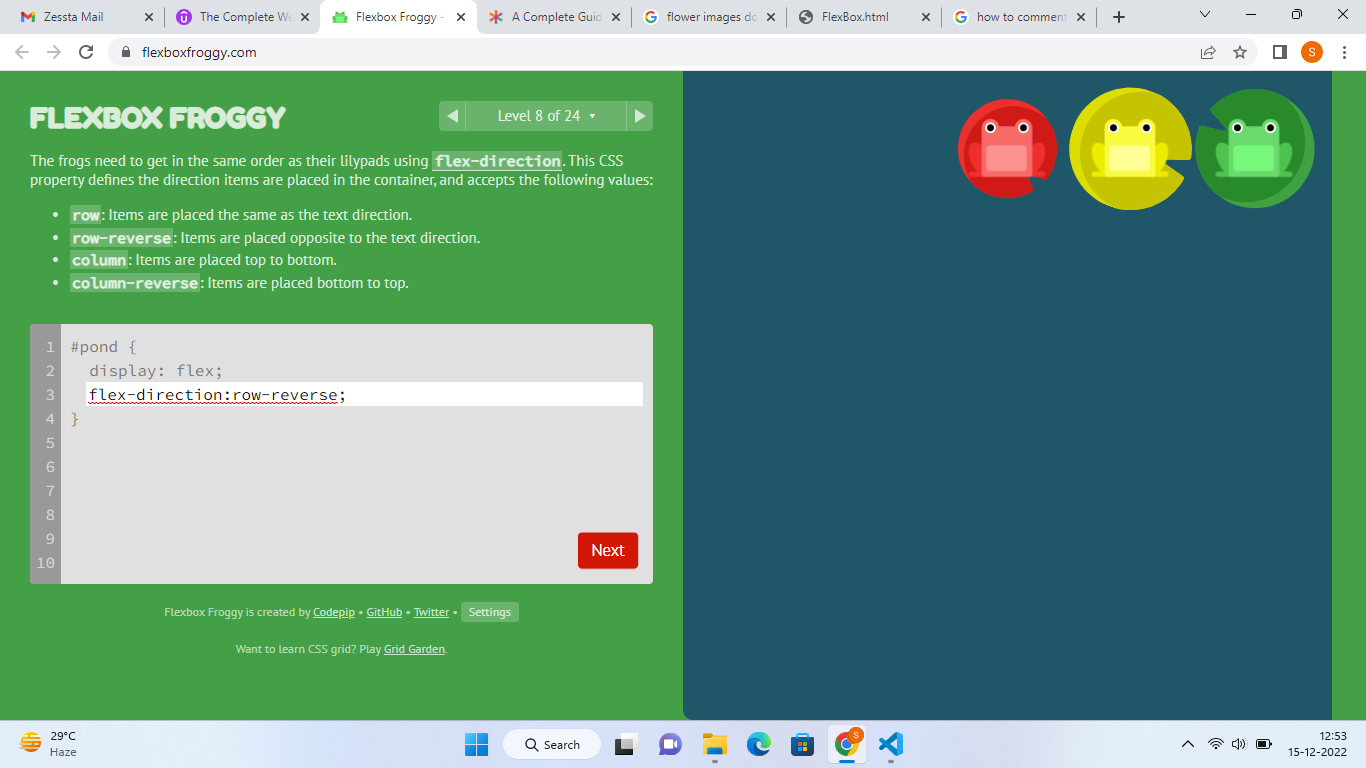 Zessta Mail
The Complete We
Flexbox Froggy -
A Complete Guid
flower images do
FlexBox.html
how to comment
flexboxfroggy.com
S
FLEXBOX FROGGY
Level 8 of 24
The frogs need to get in the same order as their lilypads using flex-direction. This CSS
property defines the direction items are placed in the container, and accepts the following values:
• row: Items are placed the same as the text direction.
• row-reverse: Items are placed opposite to the text direction.
• column: Items are placed top to bottom.
• column-reverse: Items are placed bottom to top.
1 #pond {
2 display: flex;
3 flex-direction:row-reverse;
4 }
5
6
7
8
9
10
Next
Flexbox Froggy is created by Codepip • GitHub • Twitter • Settings
Want to learn CSS grid? Play Grid Garden.
29°C
Haze
Search
S
12:53
15-12-2022